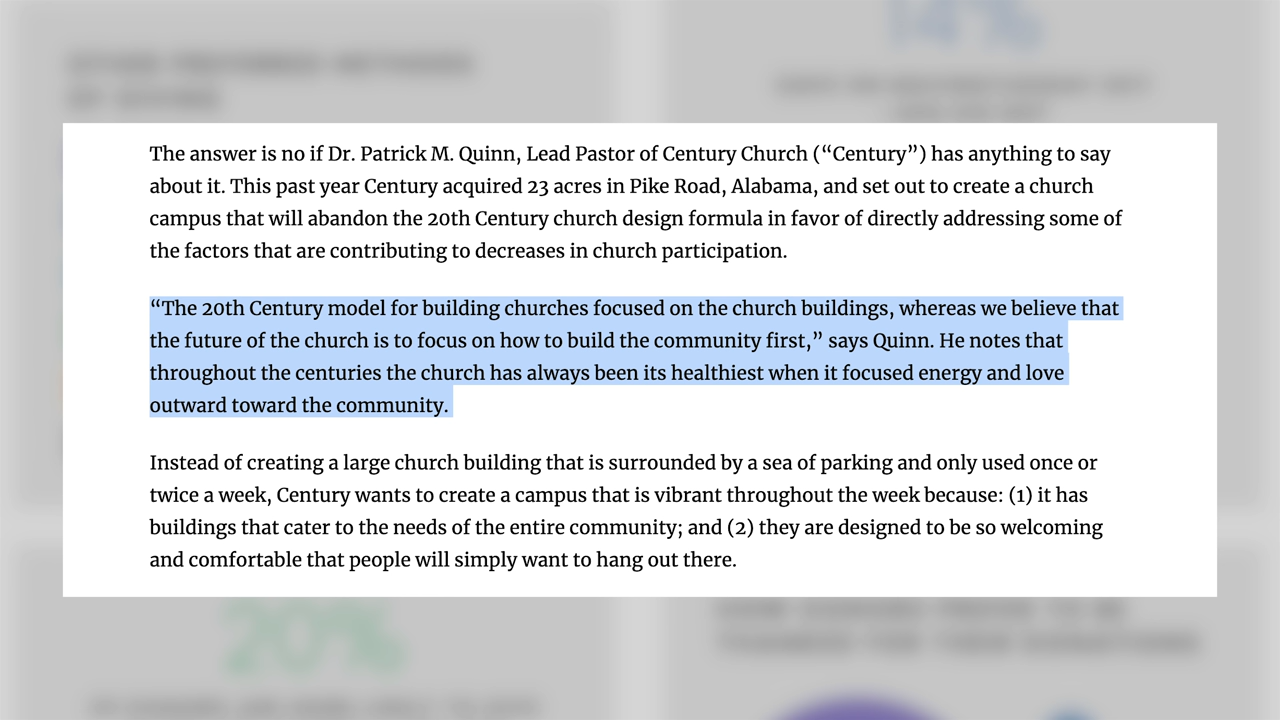 14%
The answer is no if Dr. Patrick M. Quinn, Lead Pastor of Century Church (“Century”) has anything to say
about it. This past year Century acquired 23 acres in Pike Road, Alabama, and set out to create a church
campus that will abandon the 20th Century church design formula in favor of directly addressing some of
the factors that are contributing to decreases in church participation.
“The 20th Century model for building churches focused on the church buildings, whereas we believe that
the future of the church is to focus on how to build the community first,” says Quinn. He notes that
throughout the centuries the church has always been its healthiest when it focused energy and love
outward toward the community.
Instead of creating a large church building that is surrounded by a sea of parking and only used once or
twice a week, Century wants to create a campus that is vibrant throughout the week because: (1) it has
buildings that cater to the needs of the entire community; and (2) they are designed to be so welcoming
and comfortable that people will simply want to hang out there.
20%